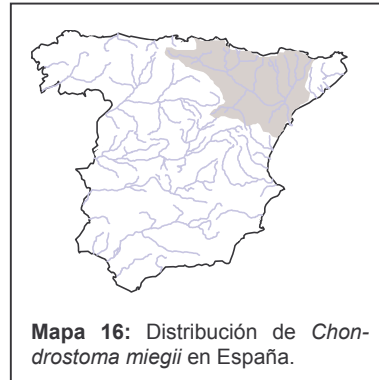 Mapa 16: Distribución de Chon-
drostoma miegii en España.